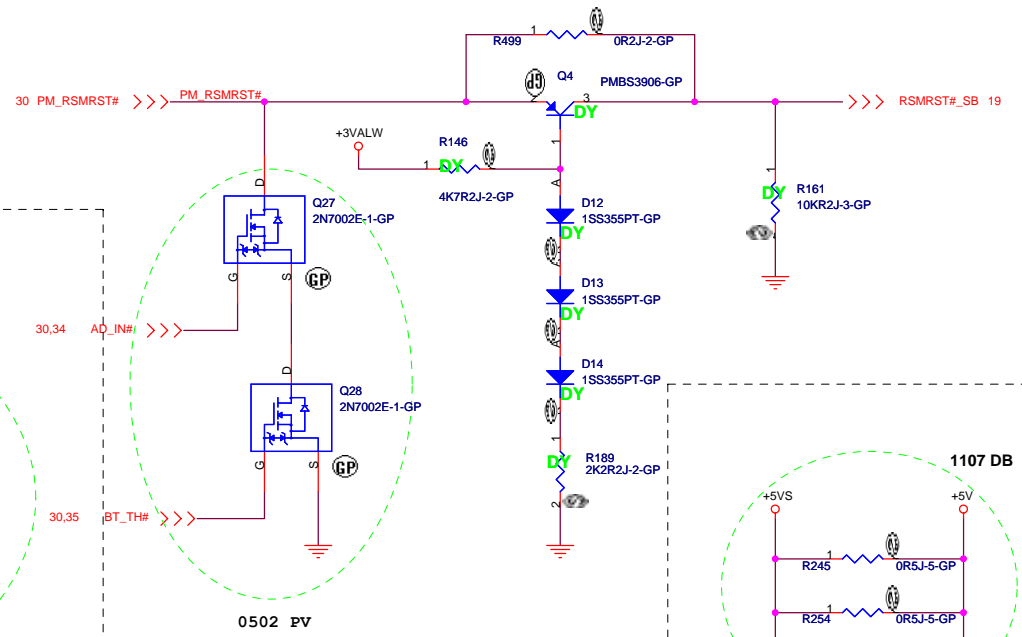 R499
1
0R2J-2-GP
GP
Q4
PMBS3906-GP
30 PM_RSMRST#
PM_RSMRST#
2
3
DY
RSMRST#_SB 19
+3VALW
1
R146
1
DY
4K7R2J-2-GP
D
Q27
2N7002E-1-GP
G
S
GP
A
D12
1SS355PT-GP
DY
1
DY
R161
10KR2J-3-GP
A
D13
1SS355PT-GP
DY
30,34 AD_IN#
D
Q28
2N7002E-1-GP
G
S
GP
A
D14
1SS355PT-GP
DY
1
DY
R189
2K2R2J-2-GP
2
30,35 BT_TH#
1107 DB
+5VS
+5V
R245
1
0R5J-5-GP
R254
1
0R5J-5-GP
0502 PV